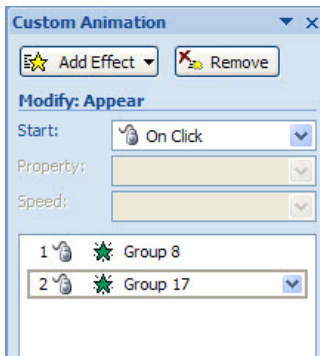 Custom Animation
Add Effect Remove
Modify: Appear
Start: On Click
Property:
Speed:
1 Group 8
2 Group 17